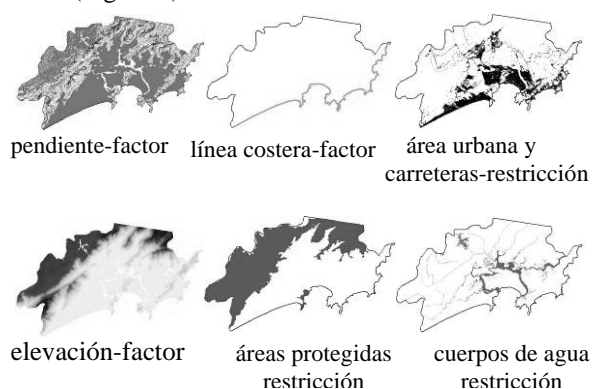 pendiente-factor
línea costera-factor
área urbana y
carreteras-restricción
elevación-factor
áreas protegidas
restricción
cuerpos de agua
restricción